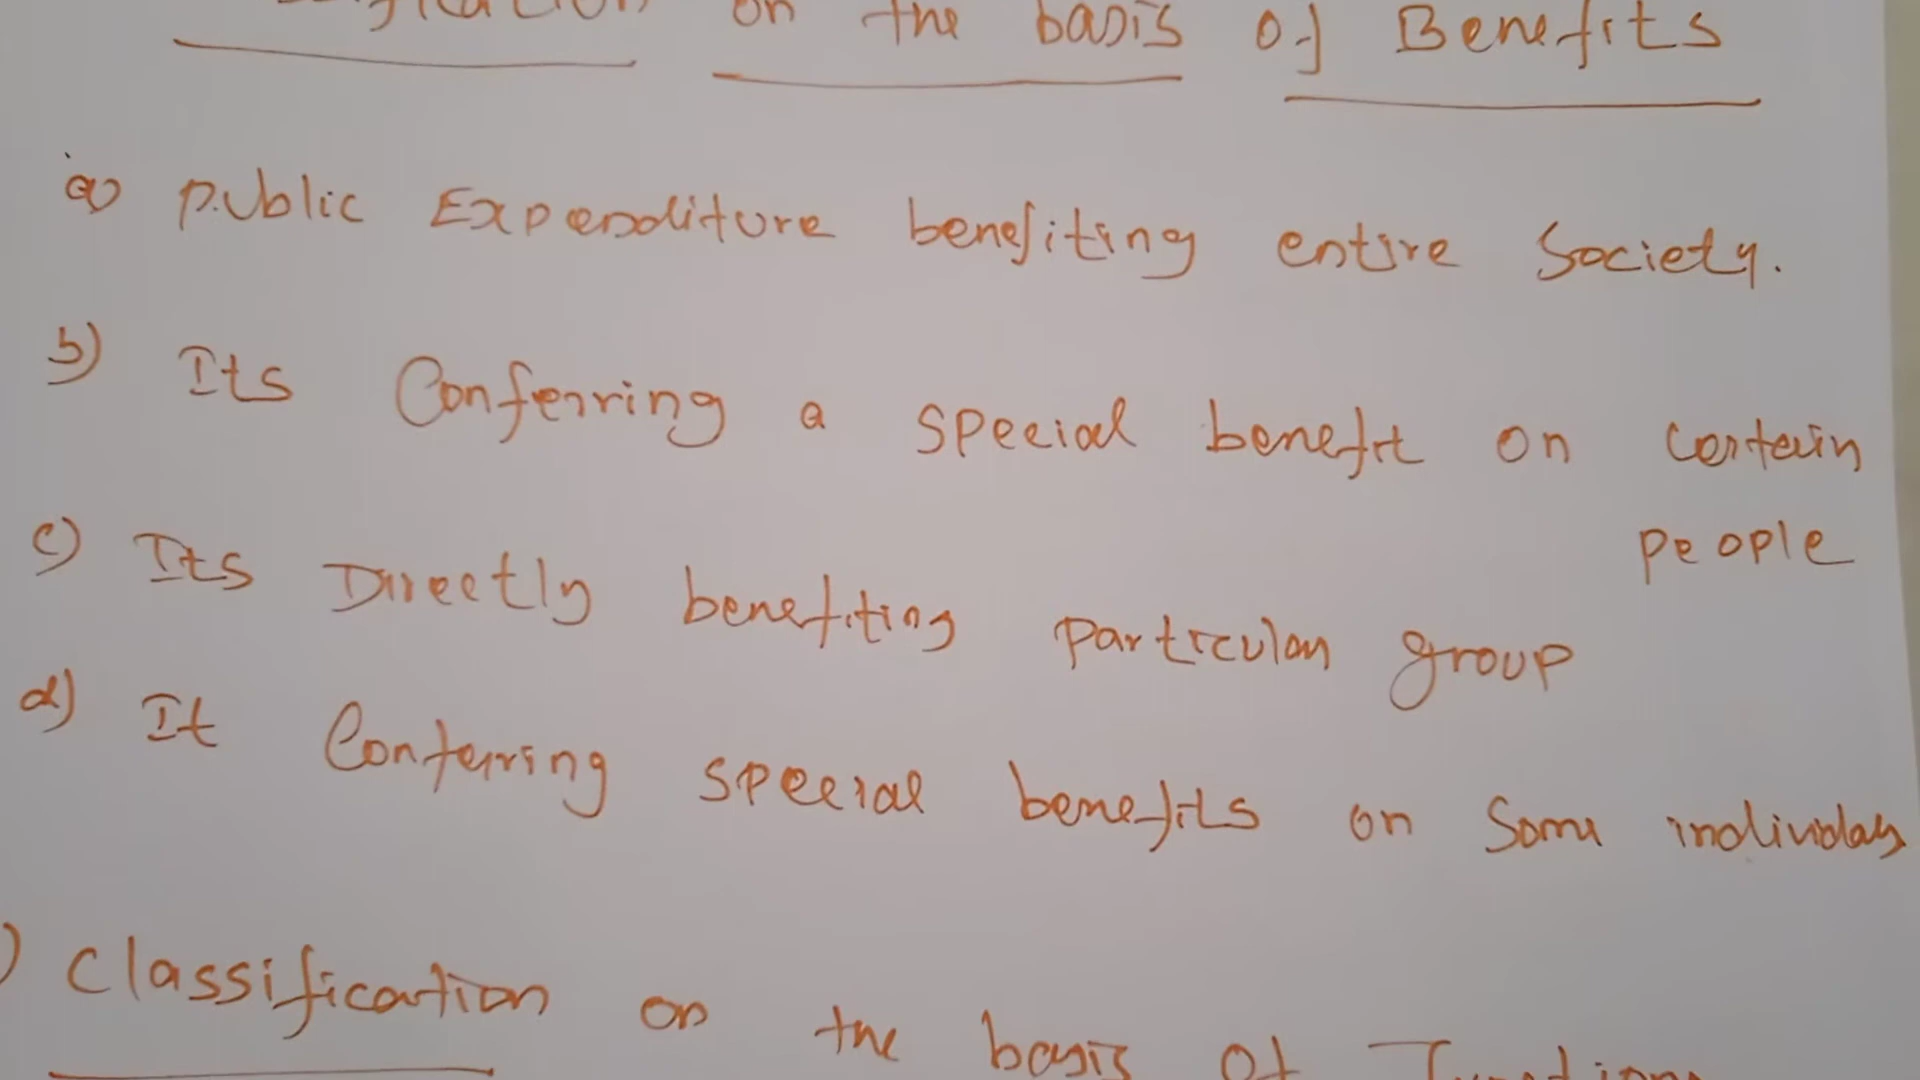 on the basis of Benefits
a) Public Expenditure benefiting entire Society.
b) Its Conferring a special benefit on certain
people
c) Its Directly benefiting particular group
d) It Conferring special benefits on Some
) Classification on the basis of